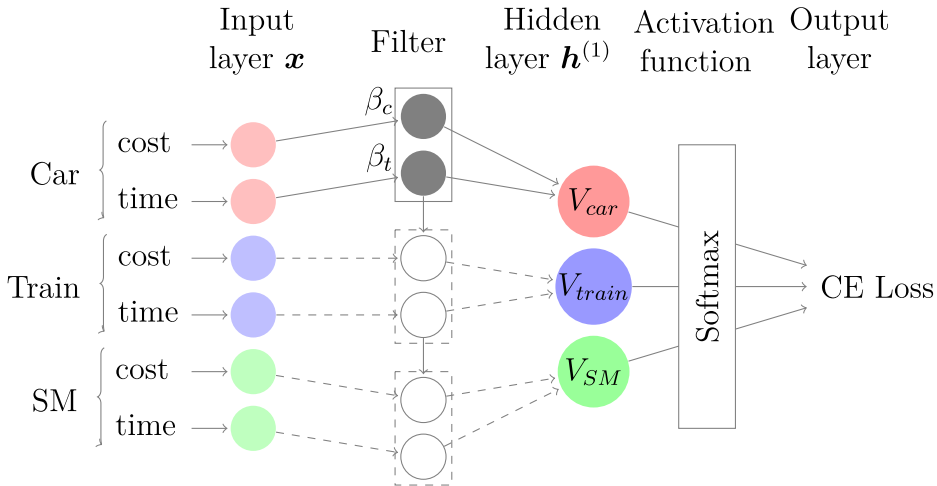 Input
layer x
Filter
Hidden
layer h⁽¹⁾
Activation
function
Output
layer
Car
cost
time
Train
cost
time
SM
cost
time
β_c
β_t
V_car
V_train
V_SM
Softmax
CE Loss